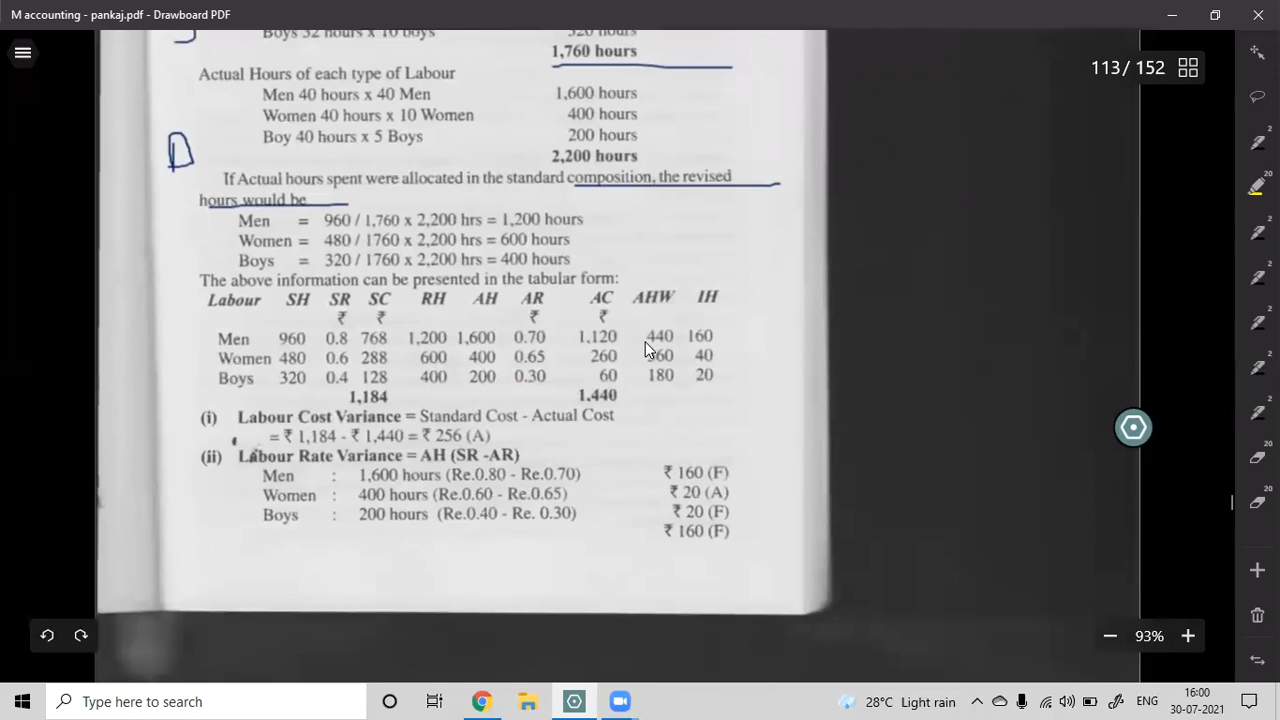 M accounting - pankaj.pdf - Drawboard PDF
113 / 152
Boys 32 hours x 10 boys 320 hours
1,760 hours
Actual Hours of each type of Labour
Men 40 hours x 40 Men 1,600 hours
Women 40 hours x 10 Women 400 hours
Boy 40 hours x 5 Boys 200 hours
2,200 hours
D
If Actual hours spent were allocated in the standard composition, the revised
hours would be
Men = 960 / 1,760 x 2,200 hrs = 1,200 hours
Women = 480 / 1760 x 2,200 hrs = 600 hours
Boys = 320 / 1760 x 2,200 hrs = 400 hours
The above information can be presented in the tabular form:
Labour SH SR SC RH AH AR AC AHW IH
₹ ₹ ₹ ₹
Men 960 0.8 768 1,200 1,600 0.70 1,120 440 160
Women 480 0.6 288 600 400 0.65 260 360 40
Boys 320 0.4 128 400 200 0.30 60 180 20
1,184 1,440
(i) Labour Cost Variance = Standard Cost - Actual Cost
= ₹ 1,184 - ₹ 1,440 = ₹ 256 (A)
(ii) Labour Rate Variance = AH (SR -AR)
Men : 1,600 hours (Re.0.80 - Re.0.70) ₹ 160 (F)
Women : 400 hours (Re.0.60 - Re.0.65) ₹ 20 (A)
Boys : 200 hours (Re.0.40 - Re. 0.30) ₹ 20 (F)
₹ 160 (F)
93%
Type here to search
28°C Light rain
ENG
16:00
30-07-2021